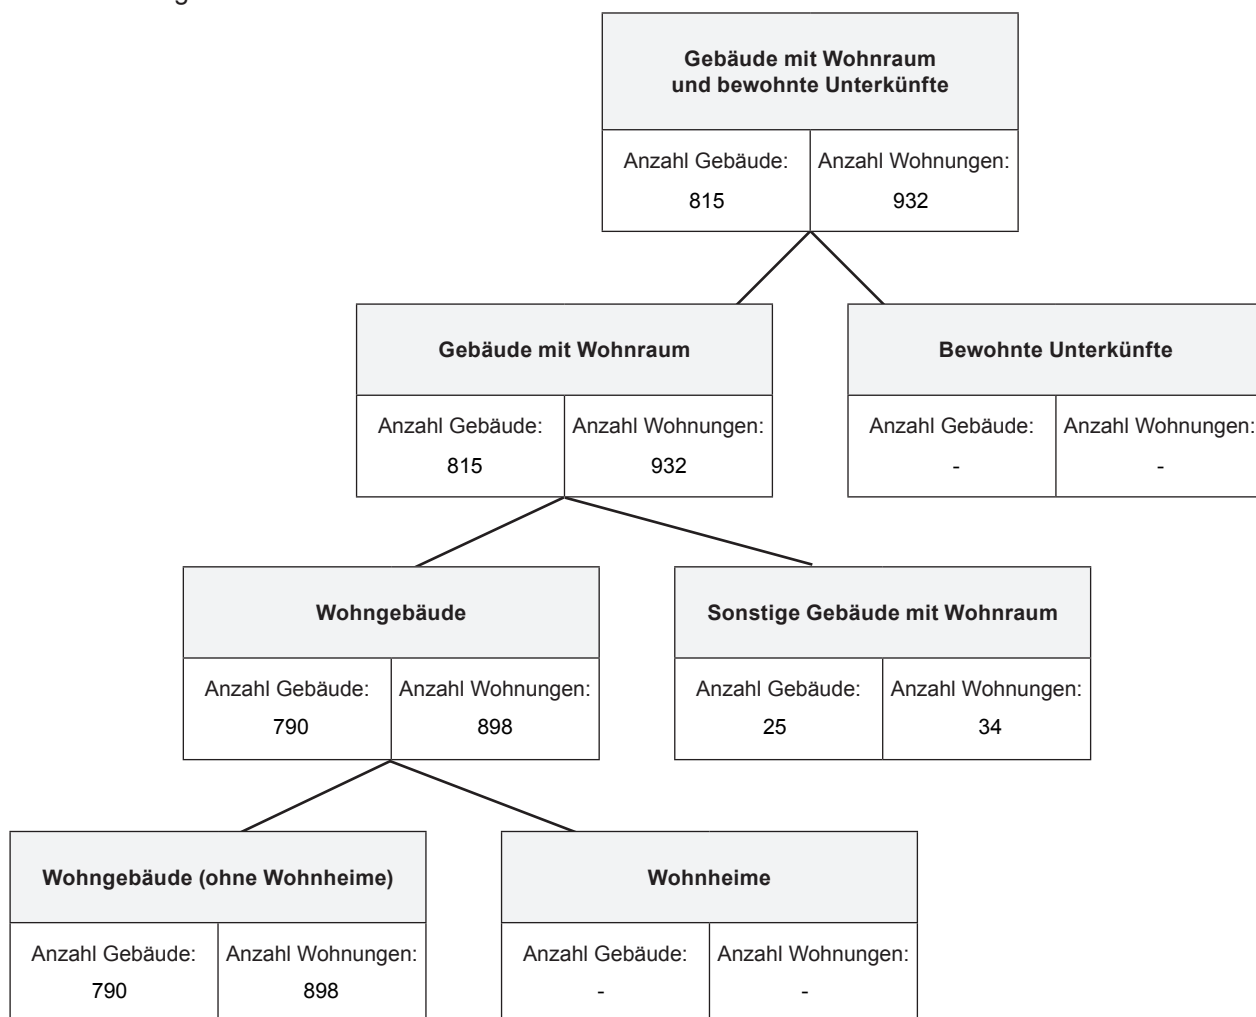 Gebäude mit Wohnraum
und bewohnte Unterkünfte
Anzahl Gebäude: Anzahl Wohnungen:
815 932
Gebäude mit Wohnraum Bewohnte Unterkünfte
Anzahl Gebäude: Anzahl Wohnungen: Anzahl Gebäude: Anzahl Wohnungen:
815 932 - -
Wohngebäude Sonstige Gebäude mit Wohnraum
Anzahl Gebäude: Anzahl Wohnungen: Anzahl Gebäude: Anzahl Wohnungen:
790 898 25 34
Wohngebäude (ohne Wohnheime) Wohnheime
Anzahl Gebäude: Anzahl Wohnungen: Anzahl Gebäude: Anzahl Wohnungen:
790 898 - -